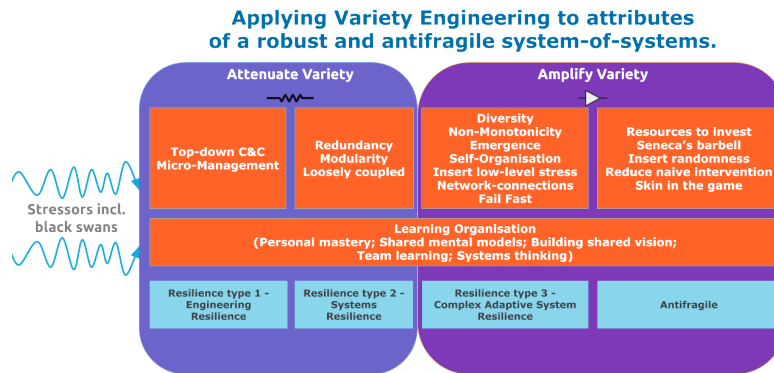 Applying Variety Engineering to attributes
of a robust and antifragile system-of-systems.
Attenuate Variety
Amplify Variety
Top-down C&C
Micro-Management
Redundancy
Modularity
Loosely coupled
Diversity
Non-Monotonicity
Emergence
Self-Organisation
Insert low-level stress
Network-connections
Fail Fast
Resources to invest
Seneca's barbell
Insert randomness
Reduce naive intervention
Skin in the game
Stressors incl.
black swans
Learning Organisation
(Personal mastery; Shared mental models; Building shared vision;
Team learning; Systems thinking)
Resilience type 1 -
Engineering
Resilience
Resilience type 2 -
Systems
Resilience
Resilience type 3 -
Complex Adaptive System
Resilience
Antifragile